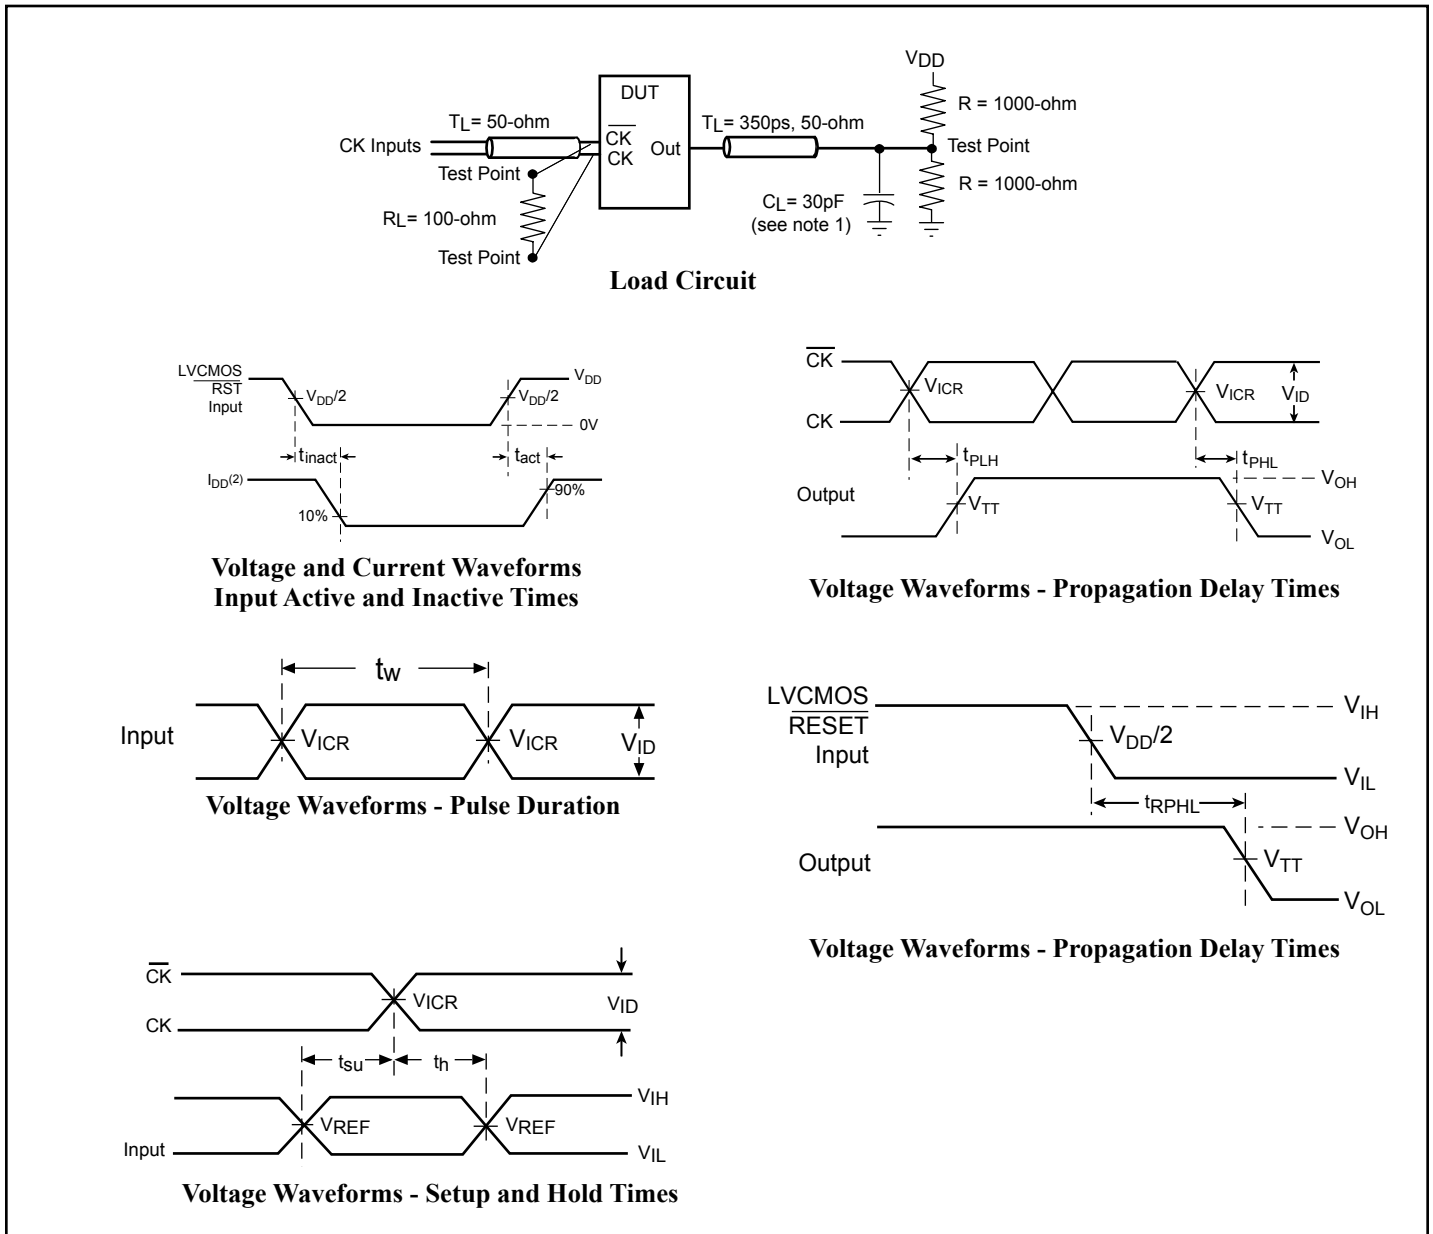 VDD
R = 1000-ohm
DUT
TL= 50-ohm
TL= 350ps, 50-ohm
CK Inputs
CK
CK
Out
Test Point
Test Point
RL= 100-ohm
CL= 30pF
(see note 1)
R = 1000-ohm
Test Point
Load Circuit
LVCMOS
RST
Input
VDD/2
VDD/2
VDD
0V
tinact
tact
IDD(2)
10%
90%
Voltage and Current Waveforms
Input Active and Inactive Times
CK
CK
VICR
VICR
VID
tPLH
tPHL
Output
VTT
VTT
VOH
VOL
Voltage Waveforms - Propagation Delay Times
tw
Input
VICR
VICR
VID
Voltage Waveforms - Pulse Duration
LVCMOS
RESET
Input
VIH
VDD/2
VIL
tRPHL
VOH
Output
VTT
VOL
Voltage Waveforms - Propagation Delay Times
CK
CK
VICR
VID
tsu
th
Input
VREF
VREF
VIH
VIL
Voltage Waveforms - Setup and Hold Times